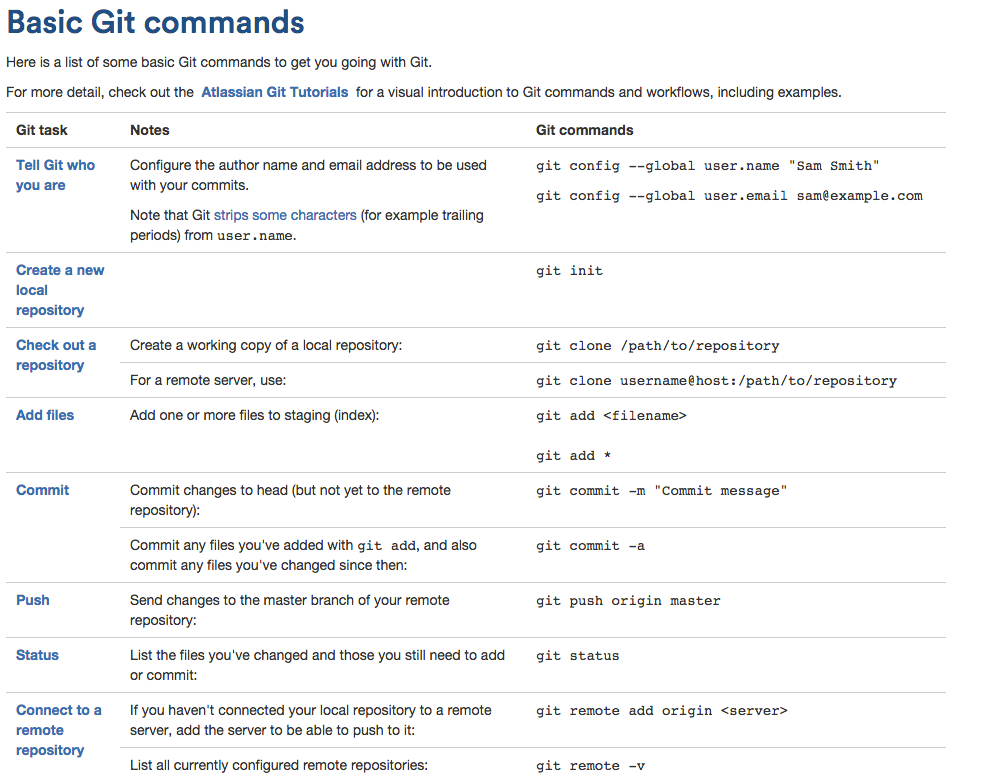 Basic Git commands
Here is a list of some basic Git commands to get you going with Git.
For more detail, check out the Atlassian Git Tutorials for a visual introduction to Git commands and workflows, including examples.
Git task Notes Git commands
Tell Git who
you are
Configure the author name and email address to be used
with your commits.
Note that Git strips some characters (for example trailing
periods) from user.name.
git config --global user.name "Sam Smith"
git config --global user.email sam@example.com
Create a new
local
repository
git init
Check out a
repository
Create a working copy of a local repository:
git clone /path/to/repository
For a remote server, use:
git clone username@host:/path/to/repository
Add files
Add one or more files to staging (index):
git add <filename>
git add *
Commit
Commit changes to head (but not yet to the remote
repository):
git commit -m "Commit message"
Commit any files you've added with git add, and also
commit any files you've changed since then:
git commit -a
Push
Send changes to the master branch of your remote
repository:
git push origin master
Status
List the files you've changed and those you still need to add
or commit:
git status
Connect to a
remote
repository
If you haven't connected your local repository to a remote
server, add the server to be able to push to it:
git remote add origin <server>
List all currently configured remote repositories:
git remote -v